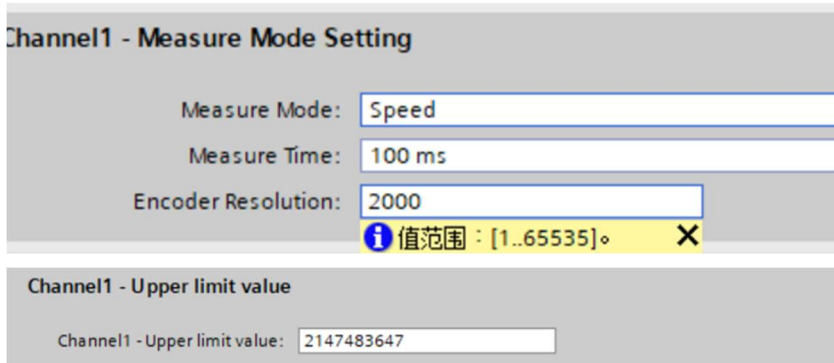 Channel1 - Measure Mode Setting
Measure Mode: Speed
Measure Time: 100 ms
Encoder Resolution: 2000
值范围：[1..65535]。
Channel1 - Upper limit value
Channel1 - Upper limit value: 2147483647